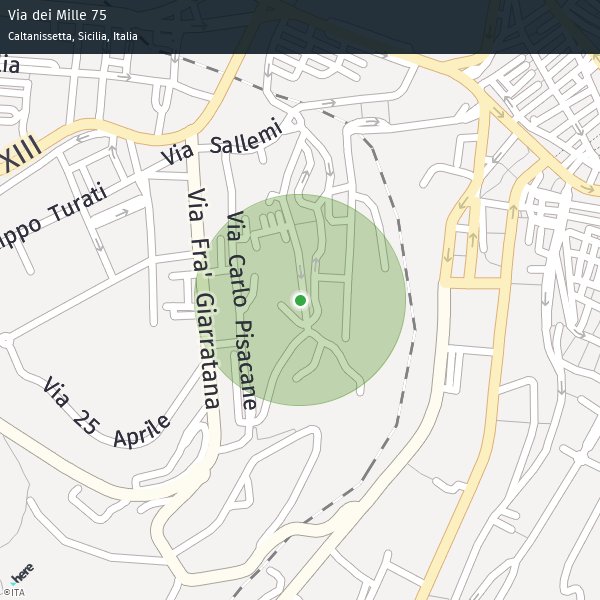 Via dei Mille 75
Caltanissetta, Sicilia, Italia
lia
XIII
Via Sallemi
ippo Turati
Via Fra' Giarratana
Via Carlo Pisacane
Via 25 Aprile
here
©ITA